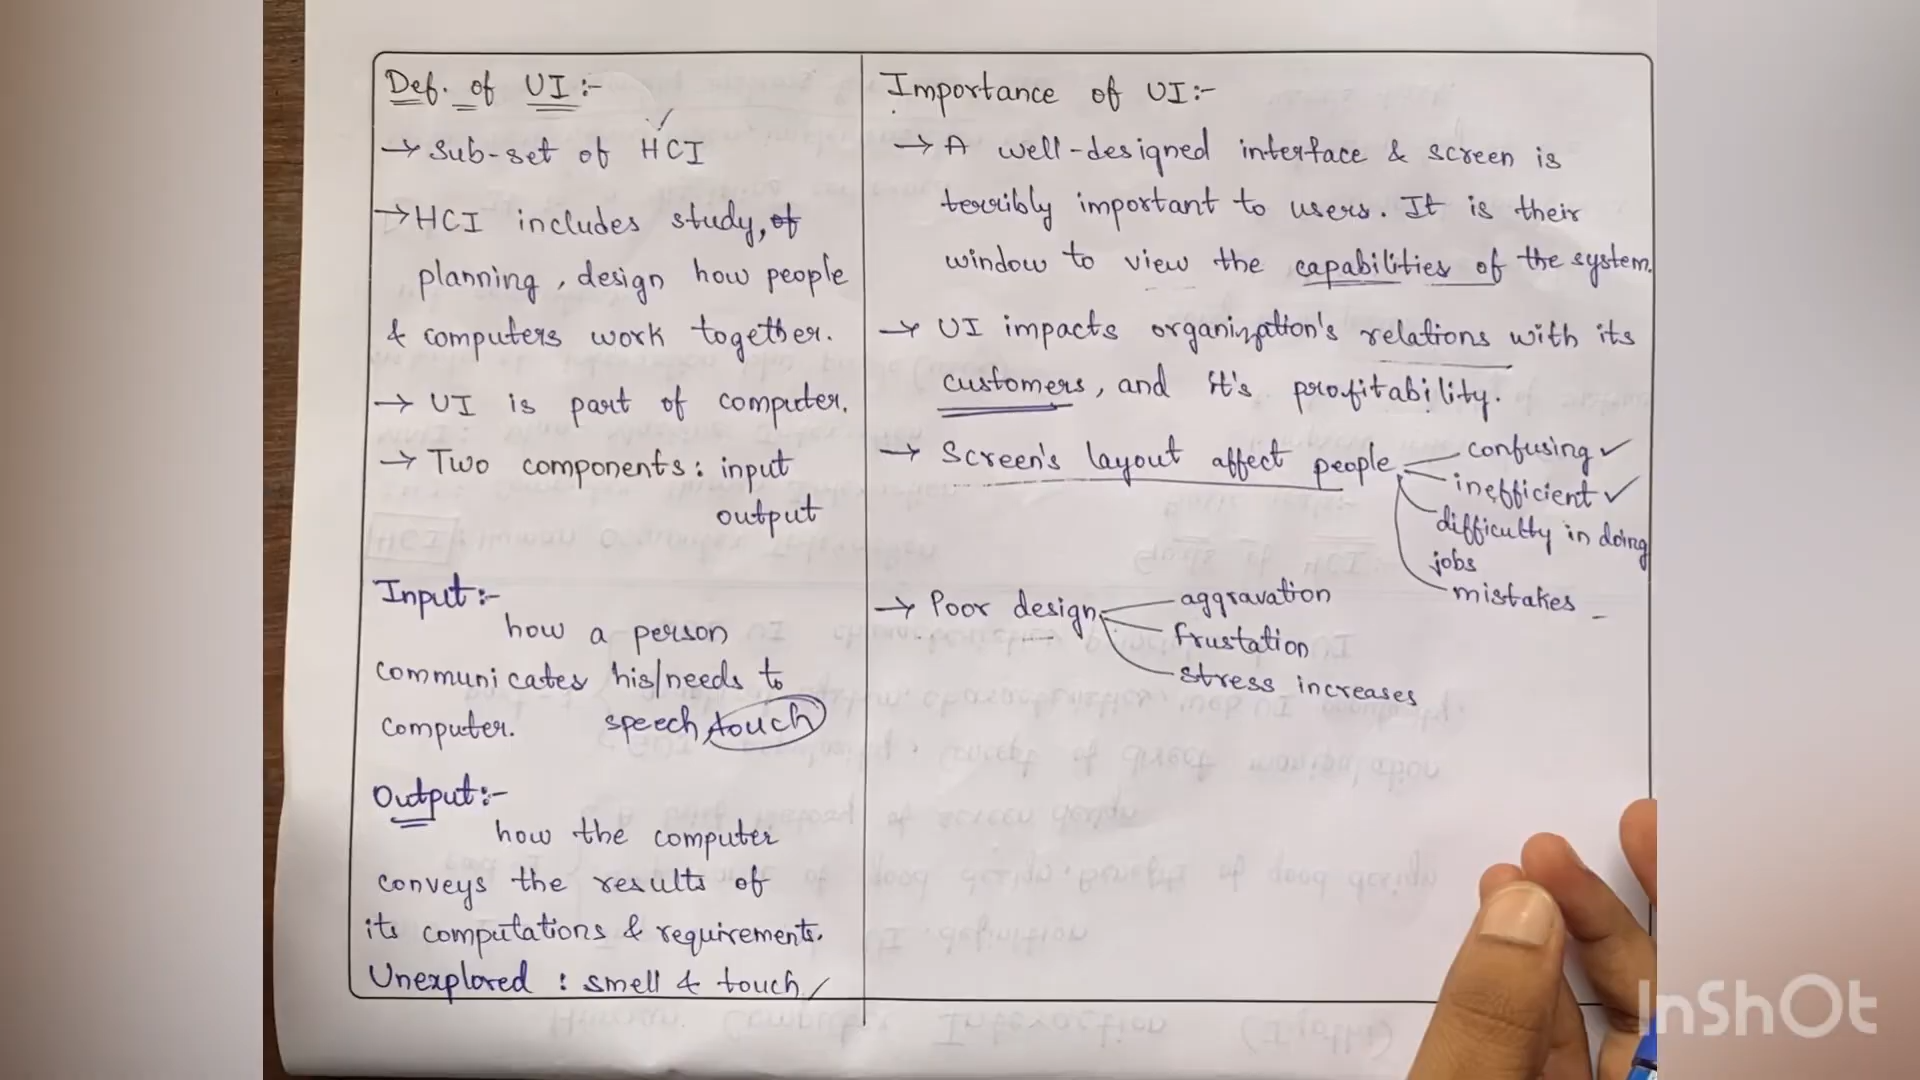 Def. of UI:-
→ Sub-set of HCI
→ HCI includes study, of
planning, design how people
& computers work together.
→ UI is part of computer.
→ Two components: input
output
Input:-
how a person
communicates his/needs to
computer. speech, touch
Output:-
how the computer
conveys the results of
its computations & requirements.
Unexplored : smell & touch
Importance of UI:-
→ A well-designed interface & screen is
terribly important to users. It is their
window to view the capabilities of the system.
→ UI impacts organization's relations with its
customers, and it's profitability.
→ Screen's layout affect people
confusing ✓
inefficient ✓
difficulty in doing
jobs
mistakes
→ Poor design
aggravation
frustation
stress increases
InShOt